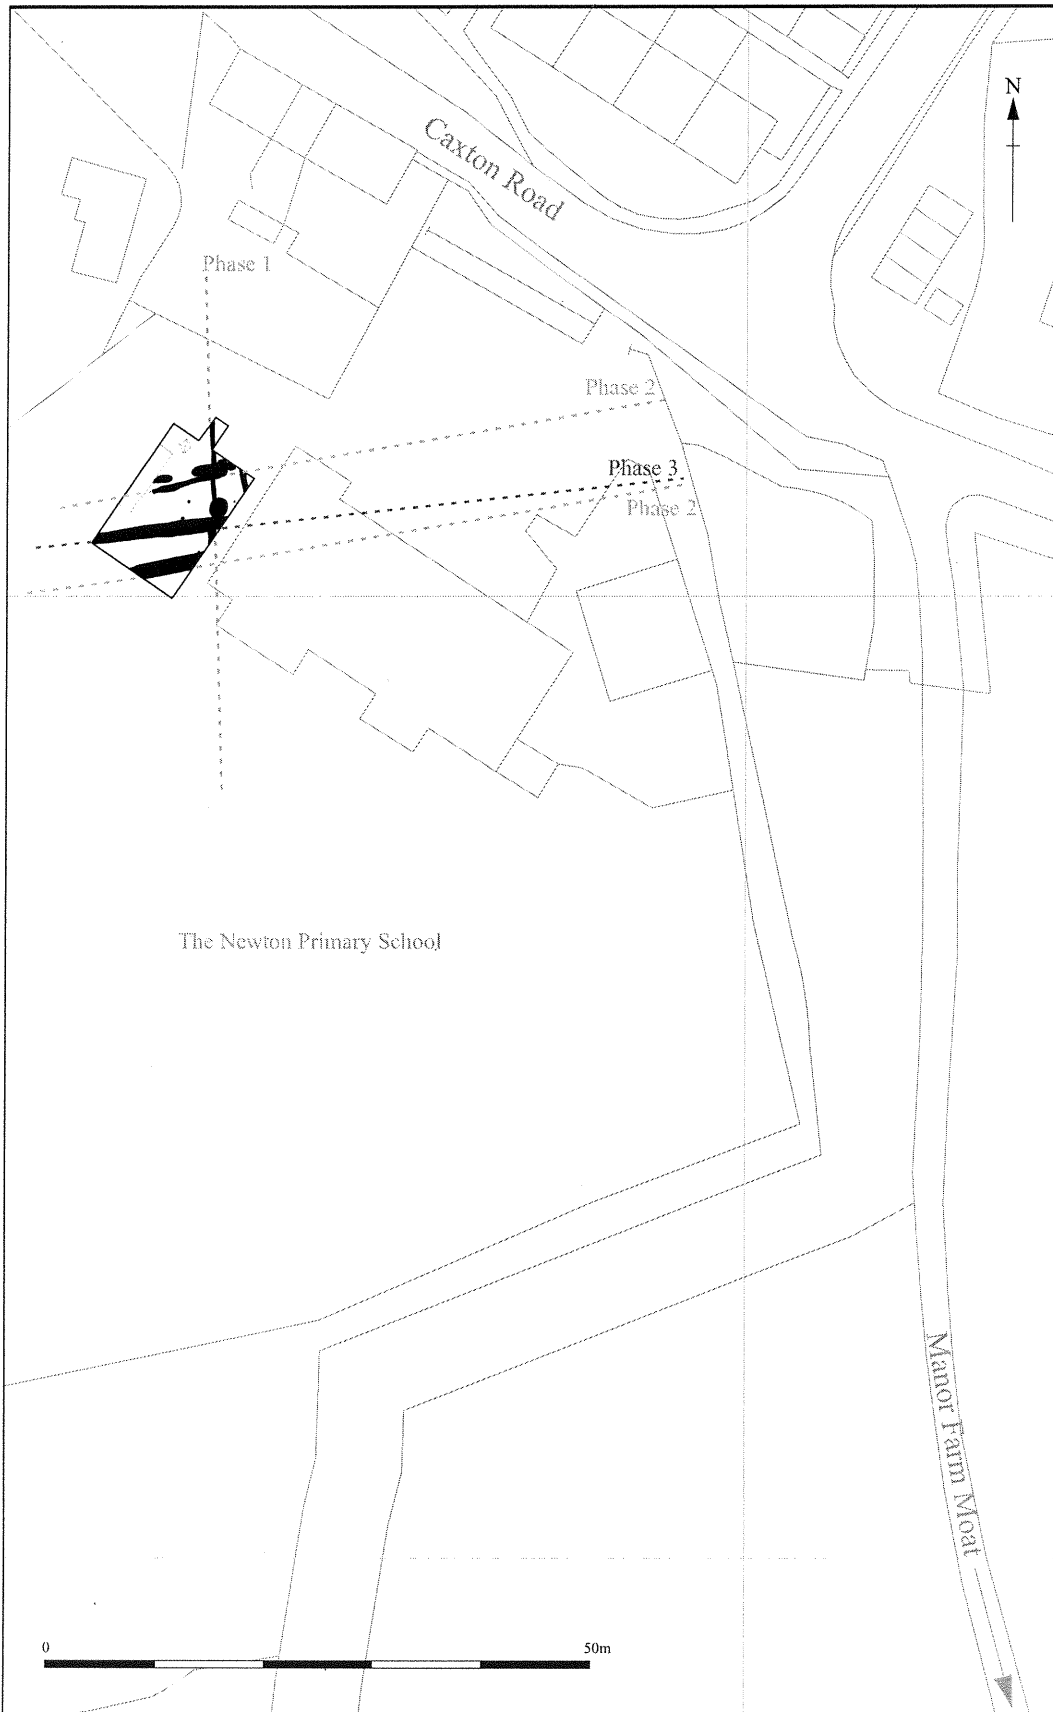 N
Caxton Road
Phase 1
Phase 2
Phase 3
Phase 2
The Newton Primary School
Manor Farm Moat
0 50m